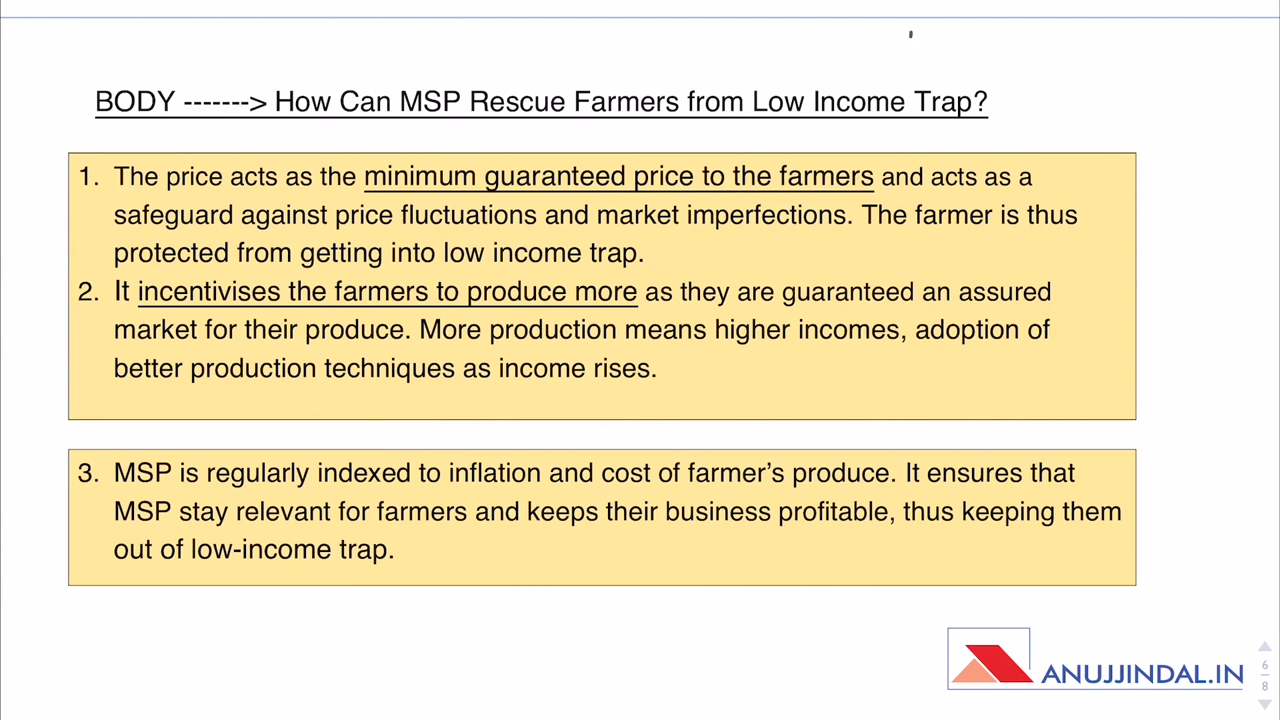 BODY -------> How Can MSP Rescue Farmers from Low Income Trap?
1. The price acts as the minimum guaranteed price to the farmers and acts as a
safeguard against price fluctuations and market imperfections. The farmer is thus
protected from getting into low income trap.
2. It incentivises the farmers to produce more as they are guaranteed an assured
market for their produce. More production means higher incomes, adoption of
better production techniques as income rises.
3. MSP is regularly indexed to inflation and cost of farmer's produce. It ensures that
MSP stay relevant for farmers and keeps their business profitable, thus keeping them
out of low-income trap.
ANUJJINDAL.IN
6
8